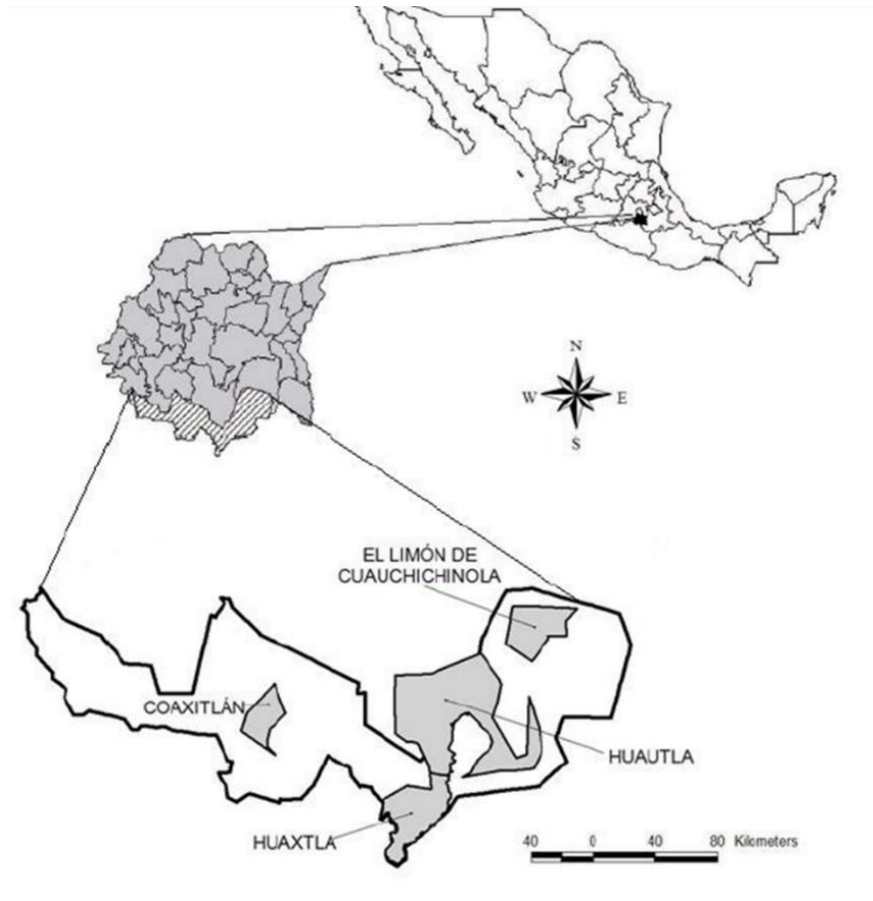 N
W E
S
EL LIMÓN DE
CUAUCHICHINOLA
COAXITLÁN
HUAUTLA
HUAXTLA
40 0 40 80 Kilometers